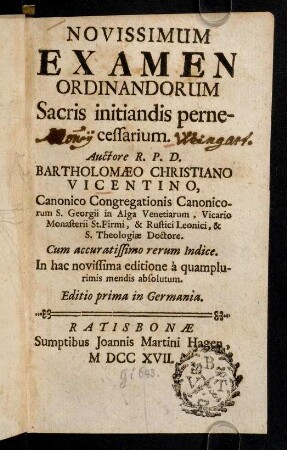 NOVISSIMUM
EXAMEN
ORDINANDORUM
Sacris initiandis perne-
cessarium.
Weingart.
Auctore R. P. D.
BARTHOLOMÆO CHRISTIANO
VICENTINO,
Canonico Congregationis Canonico-
rum S. Georgii in Alga Venetiarum, Vicario
Monasterii St. Firmi, & Rustici Leonici, &
S. Theologiæ Doctore.
Cum accuratissimo rerum Indice.
In hac novissima editione à quamplu-
rimis mendis absolutum.
Editio prima in Germania.
RATISBONÆ
Sumptibus Joannis Martini Hagen,
M DCC XVII.
B
V T